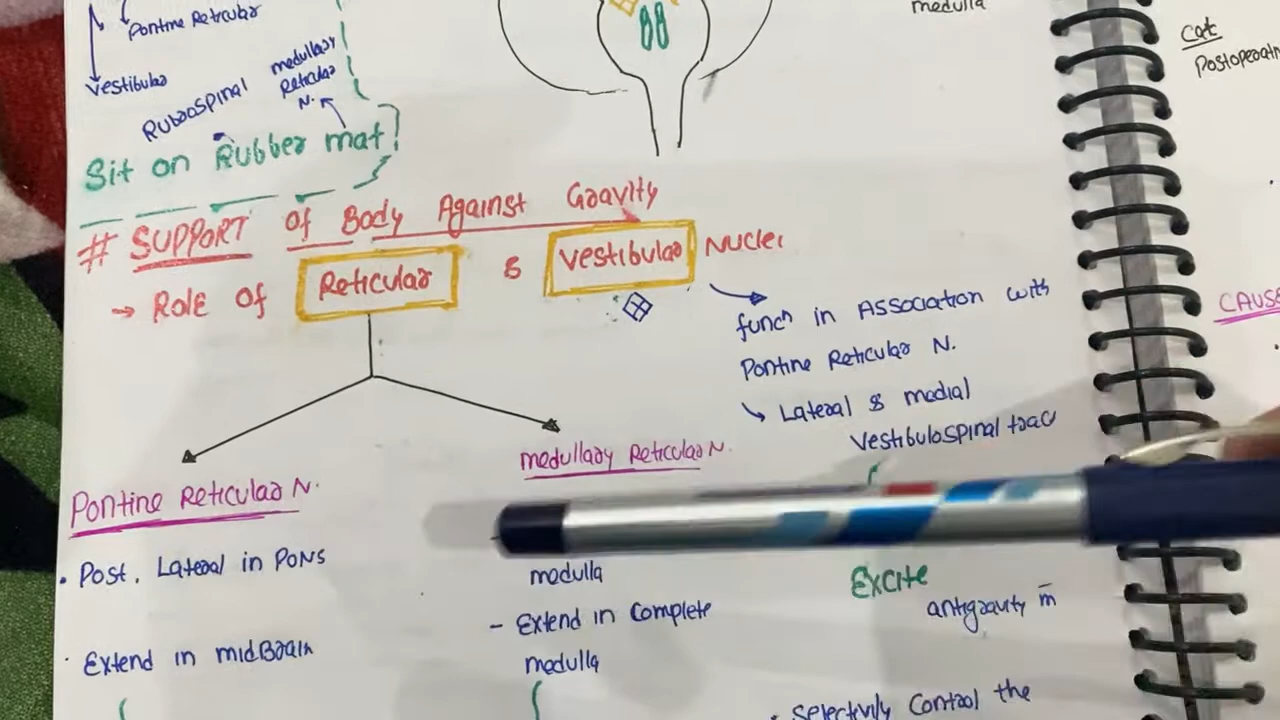 Pontine Reticular
Vestibular
Rubrospinal
medullary
Reticular
N.
Sit on Rubber mat!
medulla
Cat
# SUPPORT of Body Against Gravity
→ Role of Reticular & Vestibular Nuclei
funcn in Association with
Pontine Reticular N.
↘ Lateral & medial
Vestibulospinal trac
CAUSE
Pontine Reticular N.
• Post. Lateral in PONS
• Extend in midBrain
medullary Reticular N.
medulla
- Extend in Complete
medulla
Excite
antigravity m̄
• Selectivily Control the